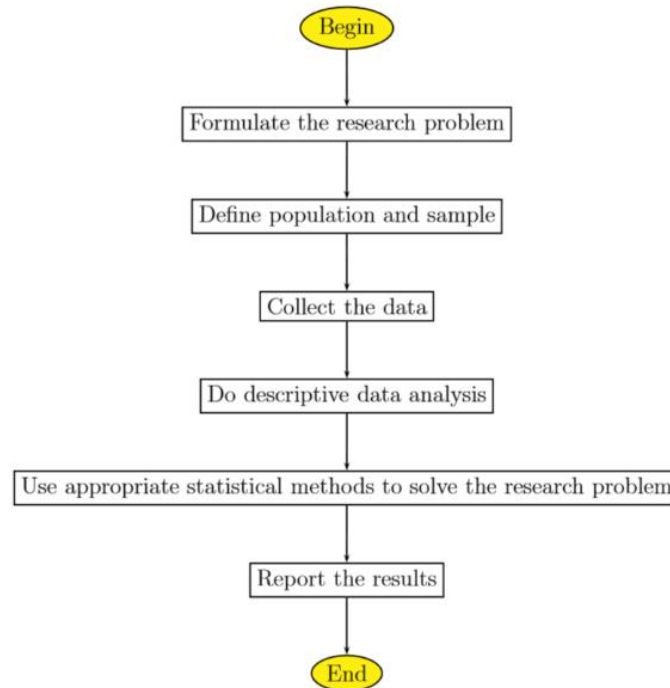 Begin
Formulate the research problem
Define population and sample
Collect the data
Do descriptive data analysis
Use appropriate statistical methods to solve the research problem
Report the results
End